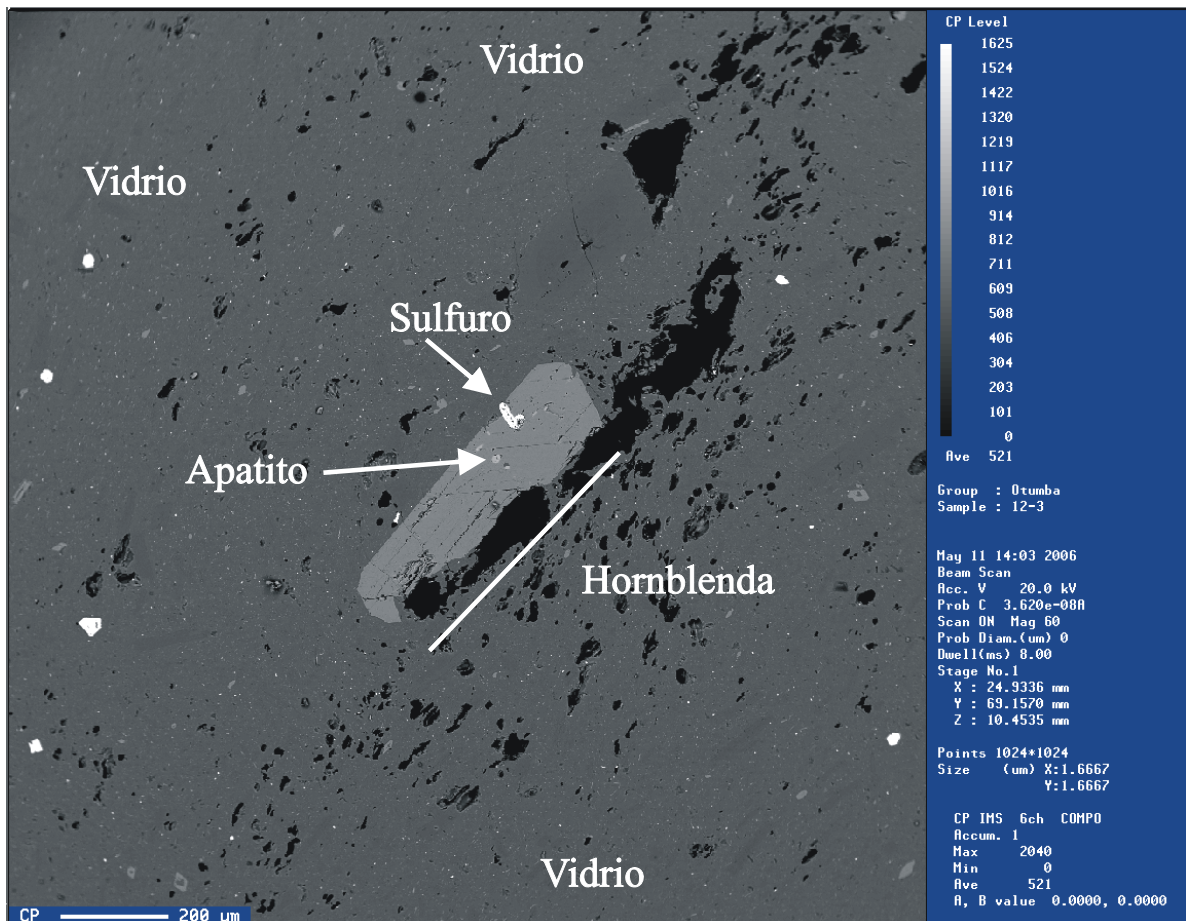 Vidrio
Vidrio
Sulfuro
Apatito
Hornblenda
Vidrio
CP 200 µm
CP Level
1625
1524
1422
1320
1219
1117
1016
914
812
711
609
508
406
304
203
101
0
Ave 521
Group : Otumba
Sample : 12-3
May 11 14:03 2006
Beam Scan
Acc. V 20.0 kV
Prob C 3.620e-08A
Scan ON Mag 60
Prob Diam.(um) 0
Dwell(ms) 8.00
Stage No.1
X : 24.9336 mm
Y : 69.1570 mm
Z : 10.4535 mm
Points 1024*1024
Size (um) X:1.6667
Y:1.6667
CP IMS 6ch COMPO
Accum. 1
Max 2040
Min 0
Ave 521
A, B value 0.0000, 0.0000